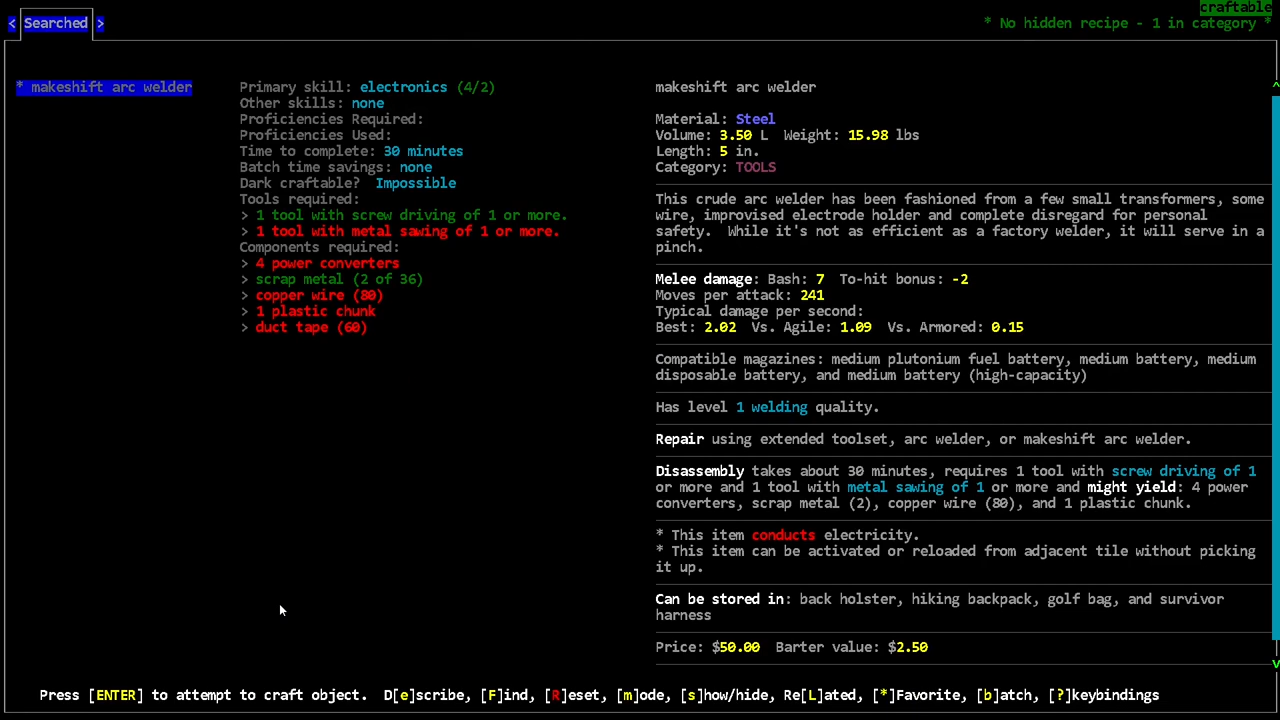 craftable
< Searched >
* No hidden recipe - 1 in category *
* makeshift arc welder
Primary skill: electronics (4/2)
Other skills: none
Proficiencies Required:
Proficiencies Used:
Time to complete: 30 minutes
Batch time savings: none
Dark craftable? Impossible
Tools required:
> 1 tool with screw driving of 1 or more.
> 1 tool with metal sawing of 1 or more.
Components required:
> 4 power converters
> scrap metal (2 of 36)
> copper wire (80)
> 1 plastic chunk
> duct tape (60)
makeshift arc welder
Material: Steel
Volume: 3.50 L Weight: 15.98 lbs
Length: 5 in.
Category: TOOLS
This crude arc welder has been fashioned from a few small transformers, some
wire, improvised electrode holder and complete disregard for personal
safety. While it's not as efficient as a factory welder, it will serve in a
pinch.
Melee damage: Bash: 7 To-hit bonus: -2
Moves per attack: 241
Typical damage per second:
Best: 2.02 Vs. Agile: 1.09 Vs. Armored: 0.15
Compatible magazines: medium plutonium fuel battery, medium battery, medium
disposable battery, and medium battery (high-capacity)
Has level 1 welding quality.
Repair using extended toolset, arc welder, or makeshift arc welder.
Disassembly takes about 30 minutes, requires 1 tool with screw driving of 1
or more and 1 tool with metal sawing of 1 or more and might yield: 4 power
converters, scrap metal (2), copper wire (80), and 1 plastic chunk.
* This item conducts electricity.
* This item can be activated or reloaded from adjacent tile without picking
it up.
Can be stored in: back holster, hiking backpack, golf bag, and survivor
harness
Price: $50.00 Barter value: $2.50
Press [ENTER] to attempt to craft object. D[e]scribe, [F]ind, [R]eset, [m]ode, [s]how/hide, Re[L]ated, [*]Favorite, [b]atch, [?]keybindings